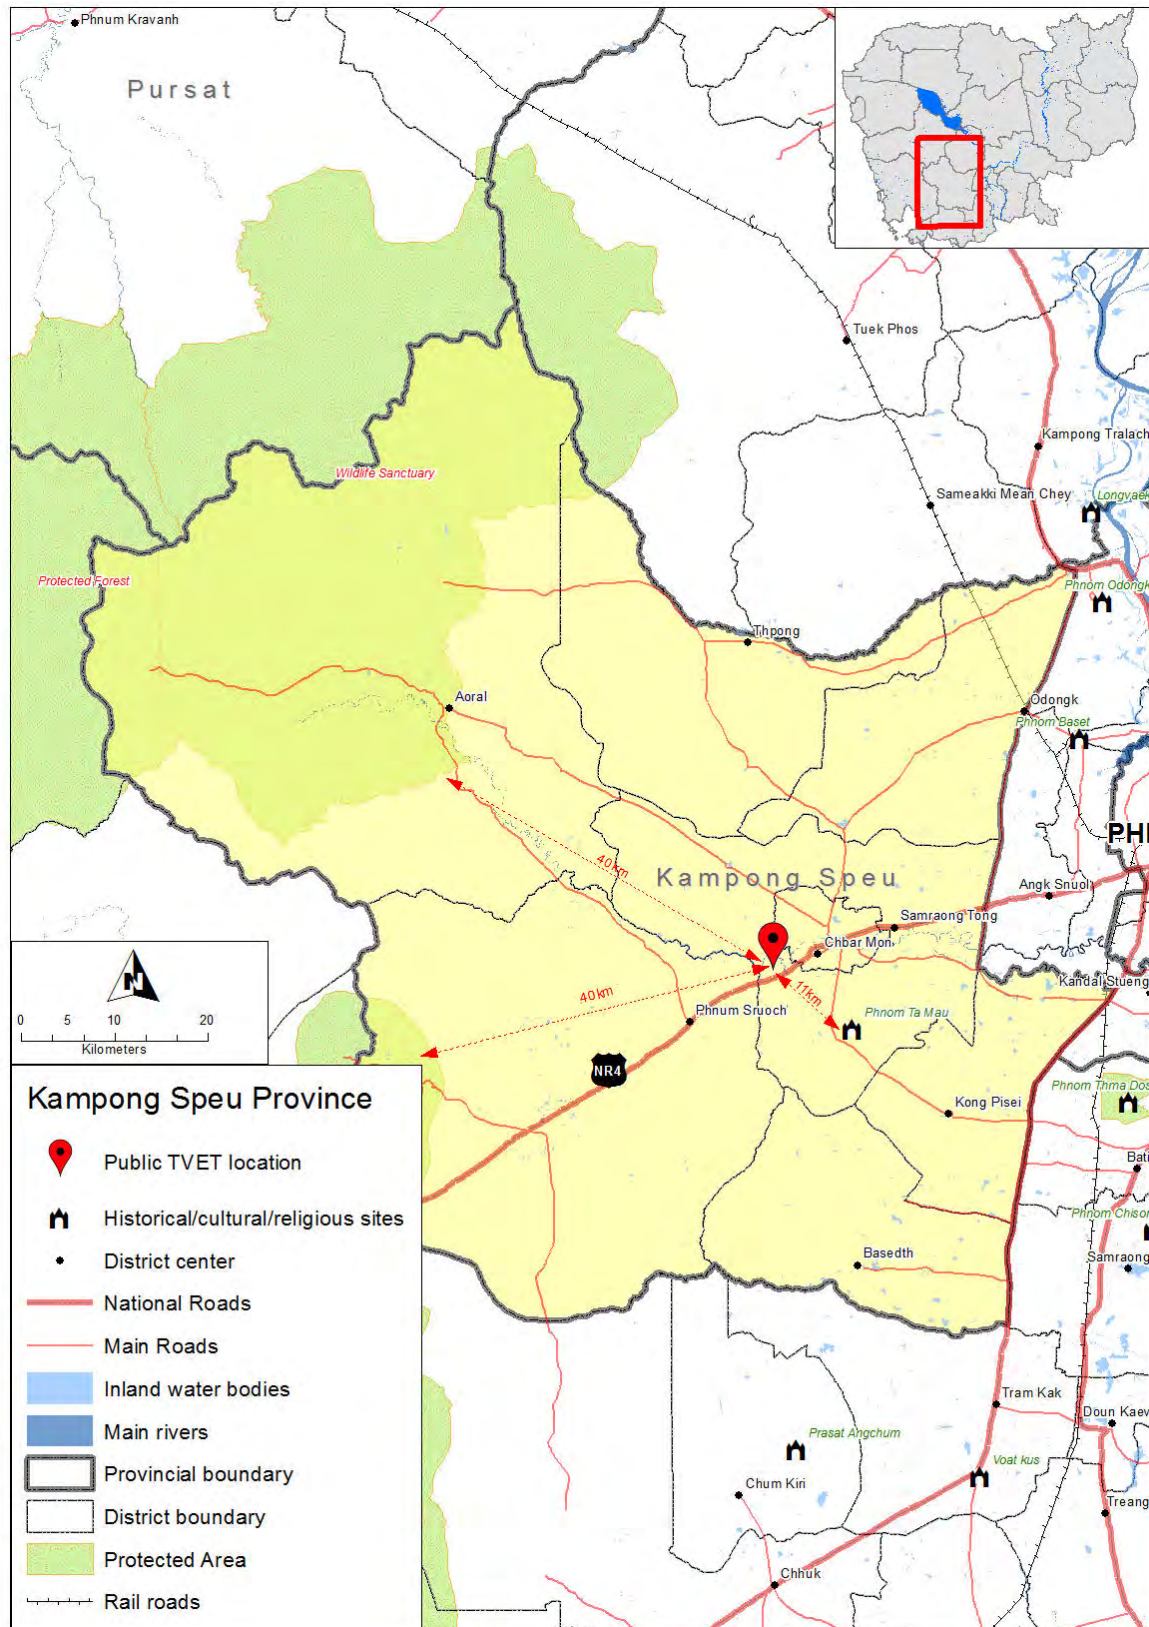 Phnum Kravanh
Pursat
Tuek Phos
Kampong Tralach
Wildlife Sanctuary
Sameakki Mean Chey
Longvaek
Protected Forest
Phnom Odongk
Thpong
Aoral
Odongk
Phnom Baset
PHI
40km
Kampong Speu
Angk Snuol
Samraong Tong
Chbar Mon
N
40km
11km
Kandal Stueng
0 5 10 20
Kilometers
Phnum Sruoch
Phnom Ta Mau
NR4
Phnom Thma Dos
Kong Pisei
Bati
Phnom Chisor
Basedth
Samraong
Kampong Speu Province
Public TVET location
Historical/cultural/religious sites
District center
National Roads
Main Roads
Inland water bodies
Main rivers
Provincial boundary
District boundary
Protected Area
Rail roads
Tram Kak
Doun Kaev
Prasat Angchum
Voat kus
Chum Kiri
Treang
Chhuk